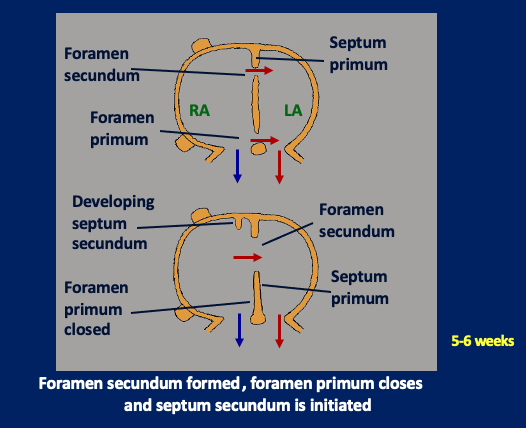 Foramen
secundum
Septum
primum
RA
LA
Foramen
primum
Developing
septum
secundum
Foramen
secundum
Septum
primum
Foramen
primum
closed
5-6 weeks
Foramen secundum formed, foramen primum closes
and septum secundum is initiated